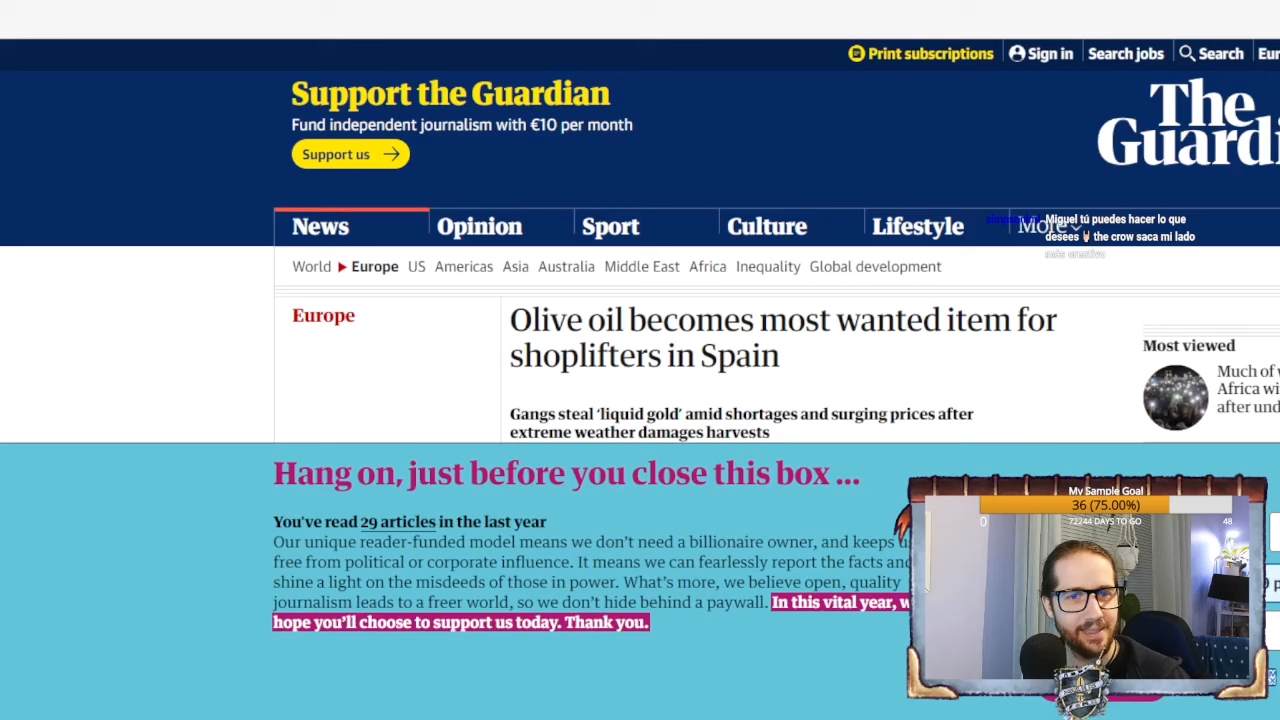 Print subscriptions
Sign in
Search jobs
Search
Support the Guardian
Fund independent journalism with €10 per month
Support us
The
News
Opinion
Sport
Culture
Lifestyle
More
Miguel tú puedes hacer lo que
desees 🤘 the crow saca mi lado
más creativo
World
Europe
US
Americas
Asia
Australia
Middle East
Africa
Inequality
Global development
Europe
Olive oil becomes most wanted item for
shoplifters in Spain
Gangs steal ‘liquid gold’ amid shortages and surging prices after
extreme weather damages harvests
Most viewed
Much of
Africa
after
Hang on, just before you close this box ...
You've read 29 articles in the last year
Our unique reader-funded model means we don’t need a billionaire owner, and keeps
free from political or corporate influence. It means we can fearlessly report the facts and
shine a light on the misdeeds of those in power. What’s more, we believe open, quality
journalism leads to a freer world, so we don’t hide behind a paywall. In this vital year,
hope you’ll choose to support us today. Thank you.
My Sample Goal
36 (75.00%)
0
72244 DAYS TO GO
48